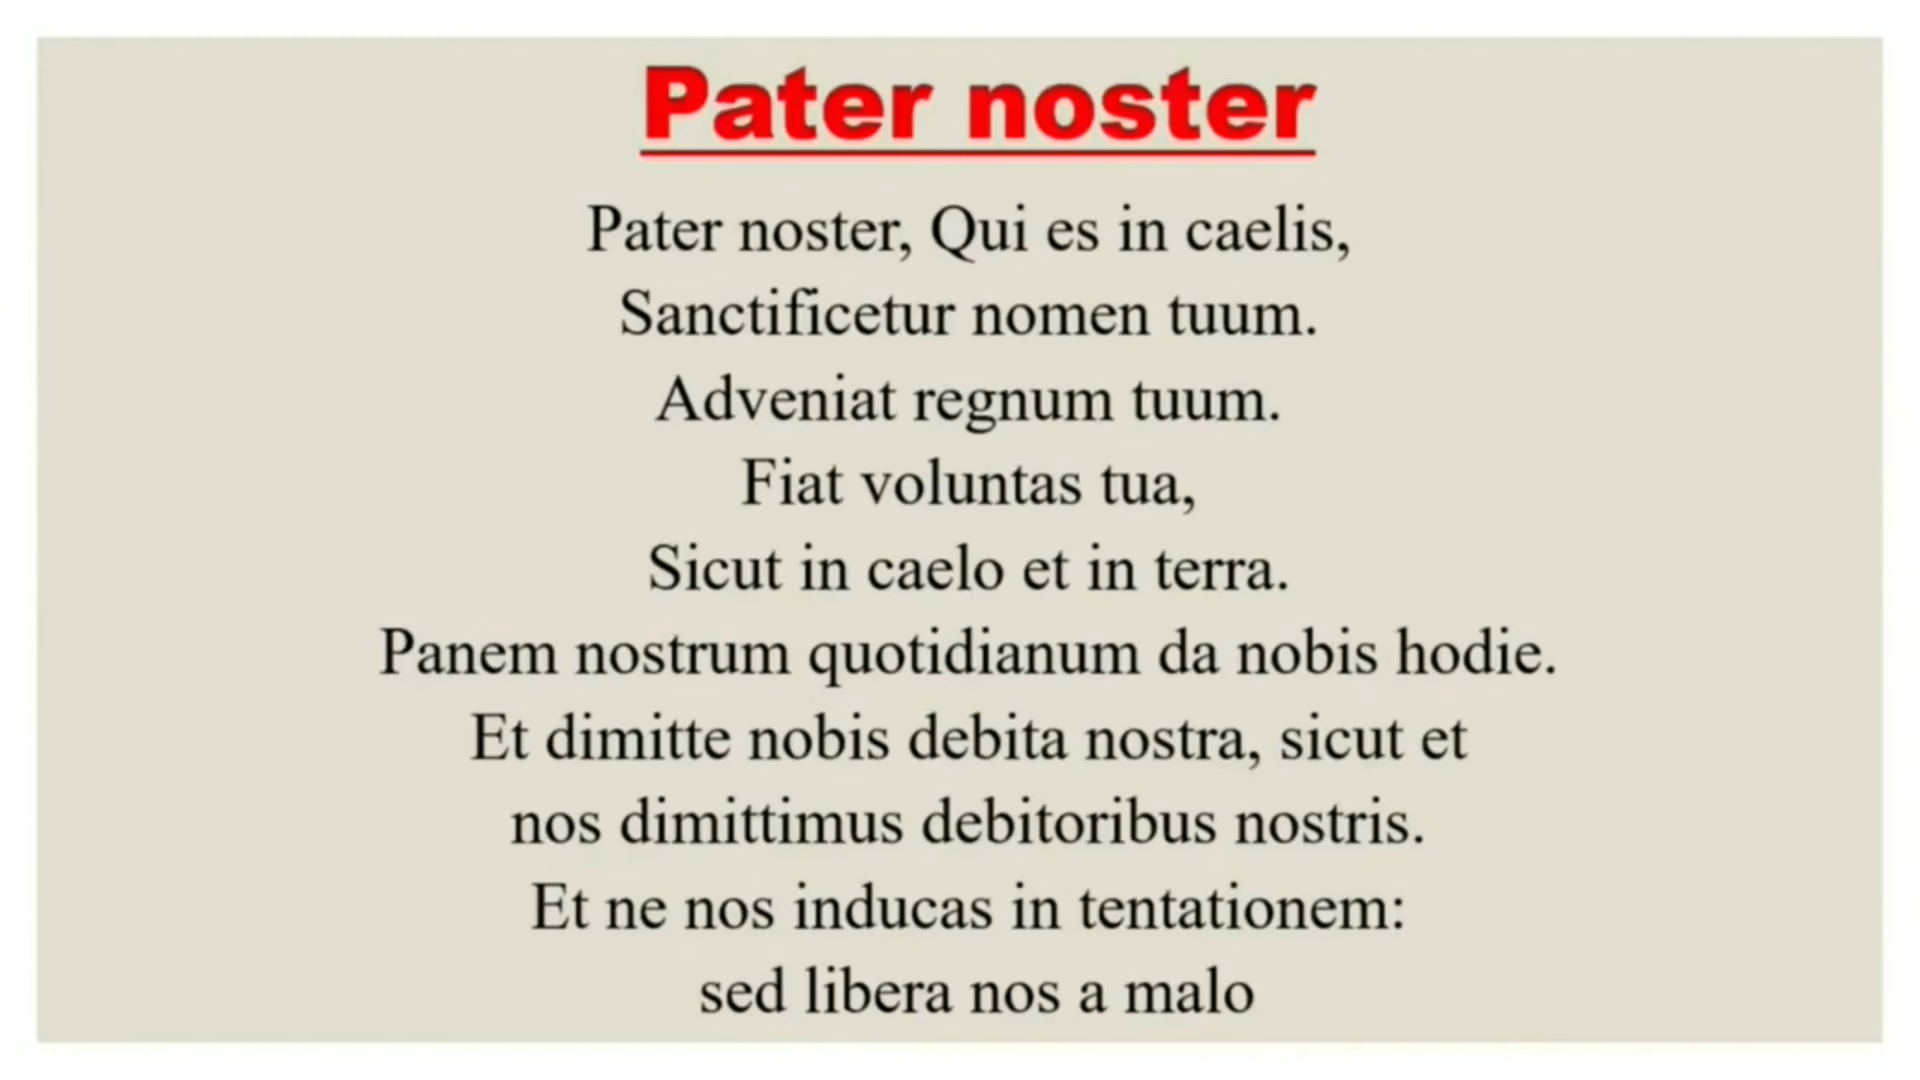 Pater noster
Pater noster, Qui es in caelis,
Sanctificetur nomen tuum.
Adveniat regnum tuum.
Fiat voluntas tua,
Sicut in caelo et in terra.
Panem nostrum quotidianum da nobis hodie.
Et dimitte nobis debita nostra, sicut et
nos dimittimus debitoribus nostris.
Et ne nos inducas in tentationem:
sed libera nos a malo